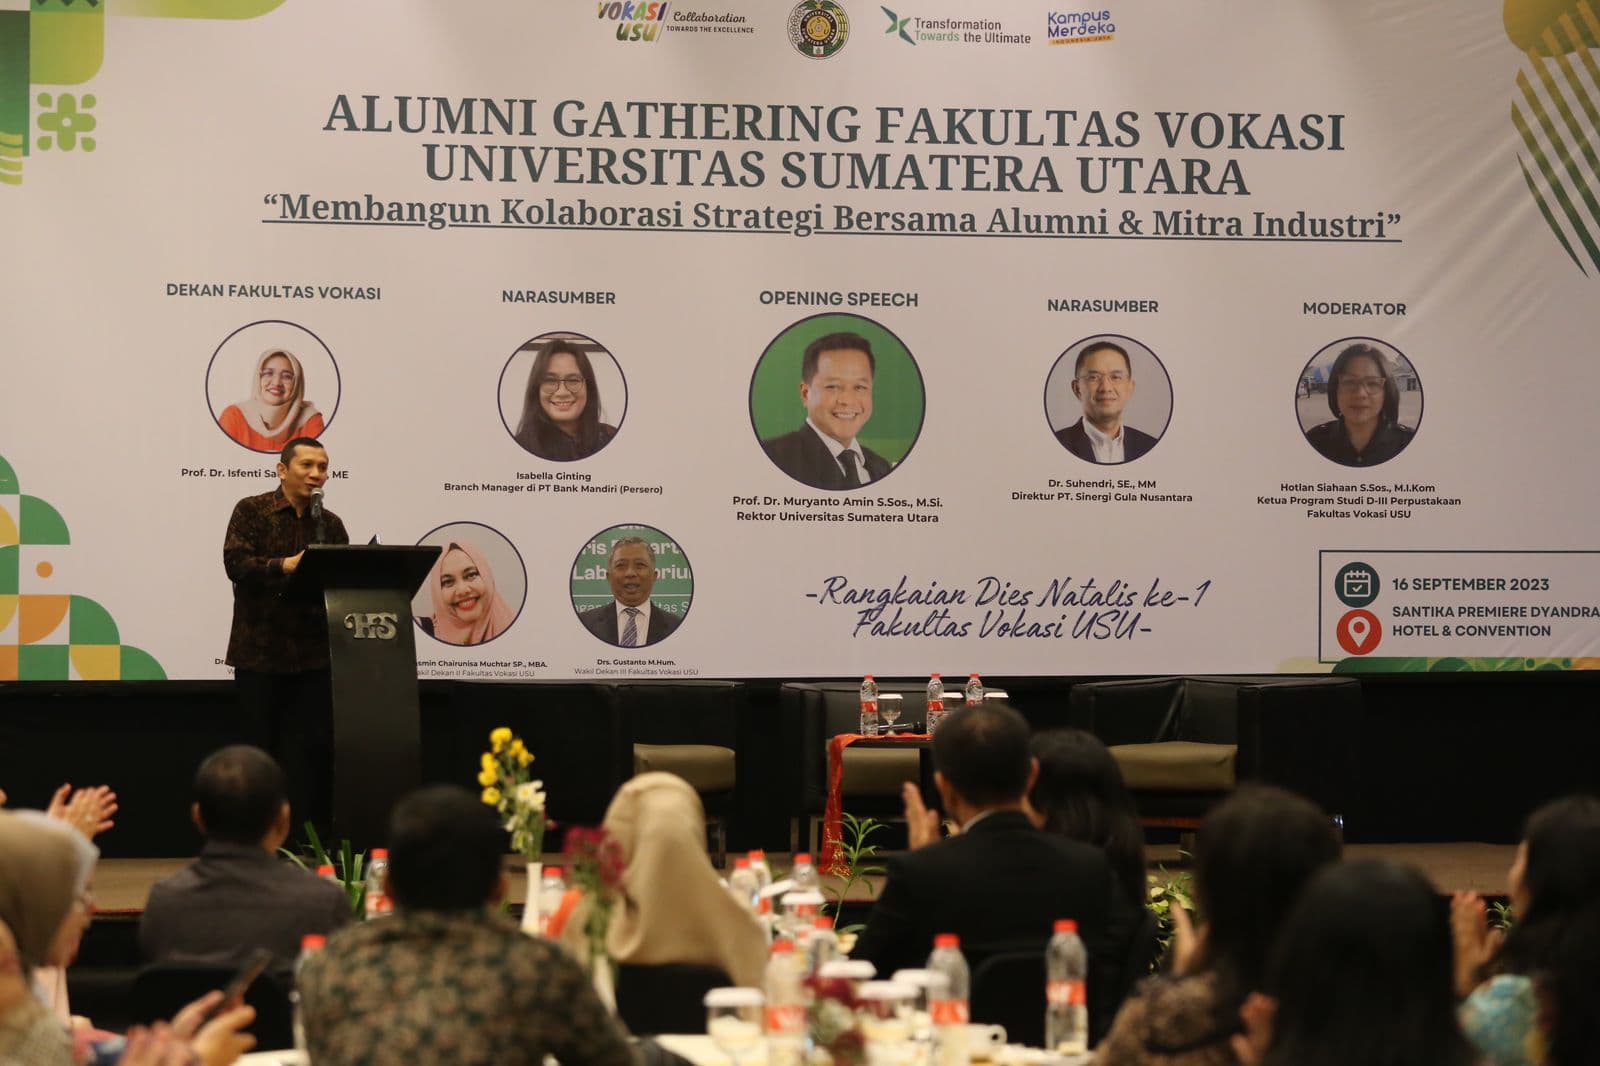 VOKASI
USU
Collaboration
TOWARDS THE EXCELLENCE
Transformation
Towards the Ultimate
Kampus
Merdeka
INDONESIA JAYA
ALUMNI GATHERING FAKULTAS VOKASI
UNIVERSITAS SUMATERA UTARA
“Membangun Kolaborasi Strategi Bersama Alumni & Mitra Industri”
DEKAN FAKULTAS VOKASI
Prof. Dr. Isfenti Sa ME
NARASUMBER
Isabella Ginting
Branch Manager di PT Bank Mandiri (Persero)
OPENING SPEECH
Prof. Dr. Muryanto Amin S.Sos., M.Si.
Rektor Universitas Sumatera Utara
NARASUMBER
Dr. Suhendri, SE., MM
Direktur PT. Sinergi Gula Nusantara
MODERATOR
Hotlan Siahaan S.Sos., M.I.Kom
Ketua Program Studi D-III Perpustakaan
Fakultas Vokasi USU
smin Chairunisa Muchtar SP., MBA.
akil Dekan II Fakultas Vokasi USU
Drs. Gustanto M.Hum.
Wakil Dekan III Fakultas Vokasi USU
-Rangkaian Dies Natalis ke-1
Fakultas Vokasi USU-
16 SEPTEMBER 2023
SANTIKA PREMIERE DYANDRA
HOTEL & CONVENTION
HS